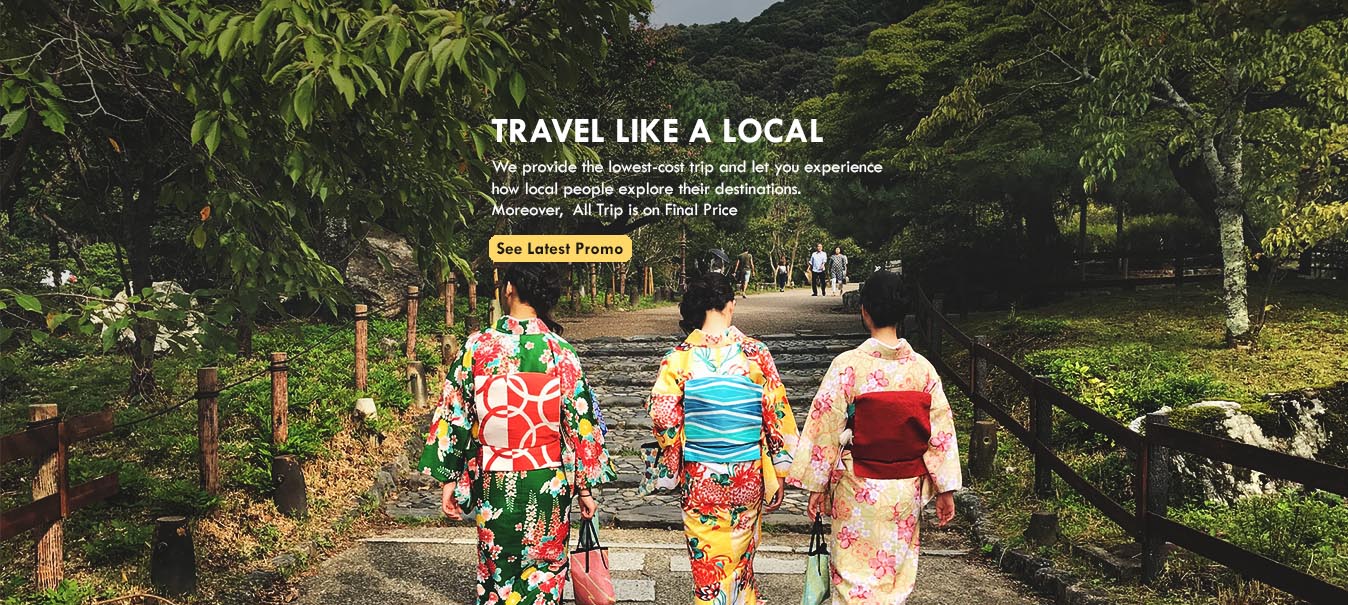 TRAVEL LIKE A LOCAL
We provide the lowest-cost trip and let you experience
how local people explore their destinations.
Moreover, All Trip is on Final Price
See Latest Promo